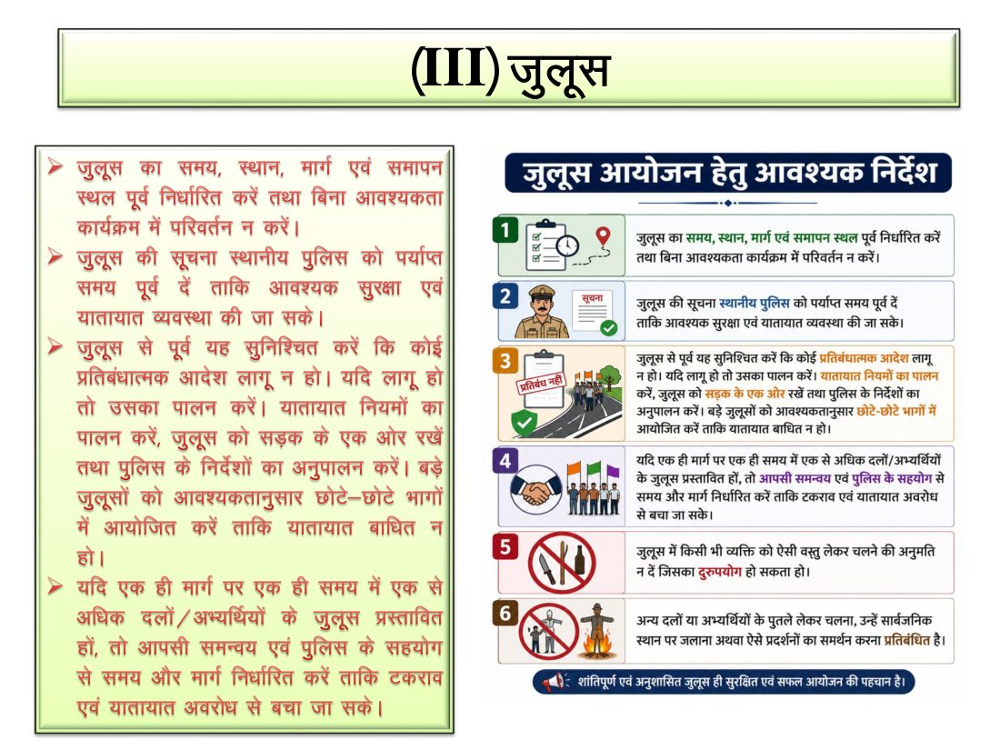 (III) जुलूस
➢ जुलूस का समय, स्थान, मार्ग एवं समापन
स्थल पूर्व निर्धारित करें तथा बिना आवश्यकता
कार्यक्रम में परिवर्तन न करें।
➢ जुलूस की सूचना स्थानीय पुलिस को पर्याप्त
समय पूर्व दें ताकि आवश्यक सुरक्षा एवं
यातायात व्यवस्था की जा सके।
➢ जुलूस से पूर्व यह सुनिश्चित करें कि कोई
प्रतिबंधात्मक आदेश लागू न हो। यदि लागू हो
तो उसका पालन करें। यातायात नियमों का
पालन करें, जुलूस को सड़क के एक ओर रखें
तथा पुलिस के निर्देशों का अनुपालन करें। बड़े
जुलूसों को आवश्यकतानुसार छोटे–छोटे भागों
में आयोजित करें ताकि यातायात बाधित न
हो।
➢ यदि एक ही मार्ग पर एक ही समय में एक से
अधिक दलों/अभ्यर्थियों के जुलूस प्रस्तावित
हों, तो आपसी समन्वय एवं पुलिस के सहयोग
से समय और मार्ग निर्धारित करें ताकि टकराव
एवं यातायात अवरोध से बचा जा सके।
जुलूस आयोजन हेतु आवश्यक निर्देश
1
जुलूस का समय, स्थान, मार्ग एवं समापन स्थल पूर्व निर्धारित करें
तथा बिना आवश्यकता कार्यक्रम में परिवर्तन न करें।
2
सूचना
जुलूस की सूचना स्थानीय पुलिस को पर्याप्त समय पूर्व दें
ताकि आवश्यक सुरक्षा एवं यातायात व्यवस्था की जा सके।
3
प्रतिबंध नहीं
जुलूस से पूर्व यह सुनिश्चित करें कि कोई प्रतिबंधात्मक आदेश लागू
न हो। यदि लागू हो तो उसका पालन करें। यातायात नियमों का पालन
करें, जुलूस को सड़क के एक ओर रखें तथा पुलिस के निर्देशों का
अनुपालन करें। बड़े जुलूसों को आवश्यकतानुसार छोटे-छोटे भागों में
आयोजित करें ताकि यातायात बाधित न हो।
4
यदि एक ही मार्ग पर एक ही समय में एक से अधिक दलों/अभ्यर्थियों
के जुलूस प्रस्तावित हों, तो आपसी समन्वय एवं पुलिस के सहयोग से
समय और मार्ग निर्धारित करें ताकि टकराव एवं यातायात अवरोध
से बचा जा सके।
5
जुलूस में किसी भी व्यक्ति को ऐसी वस्तु लेकर चलने की अनुमति
न दें जिसका दुरुपयोग हो सकता हो।
6
अन्य दलों या अभ्यर्थियों के पुतले लेकर चलना, उन्हें सार्वजनिक
स्थान पर जलाना अथवा ऐसे प्रदर्शनों का समर्थन करना प्रतिबंधित है।
शांतिपूर्ण एवं अनुशासित जुलूस ही सुरक्षित एवं सफल आयोजन की पहचान है।